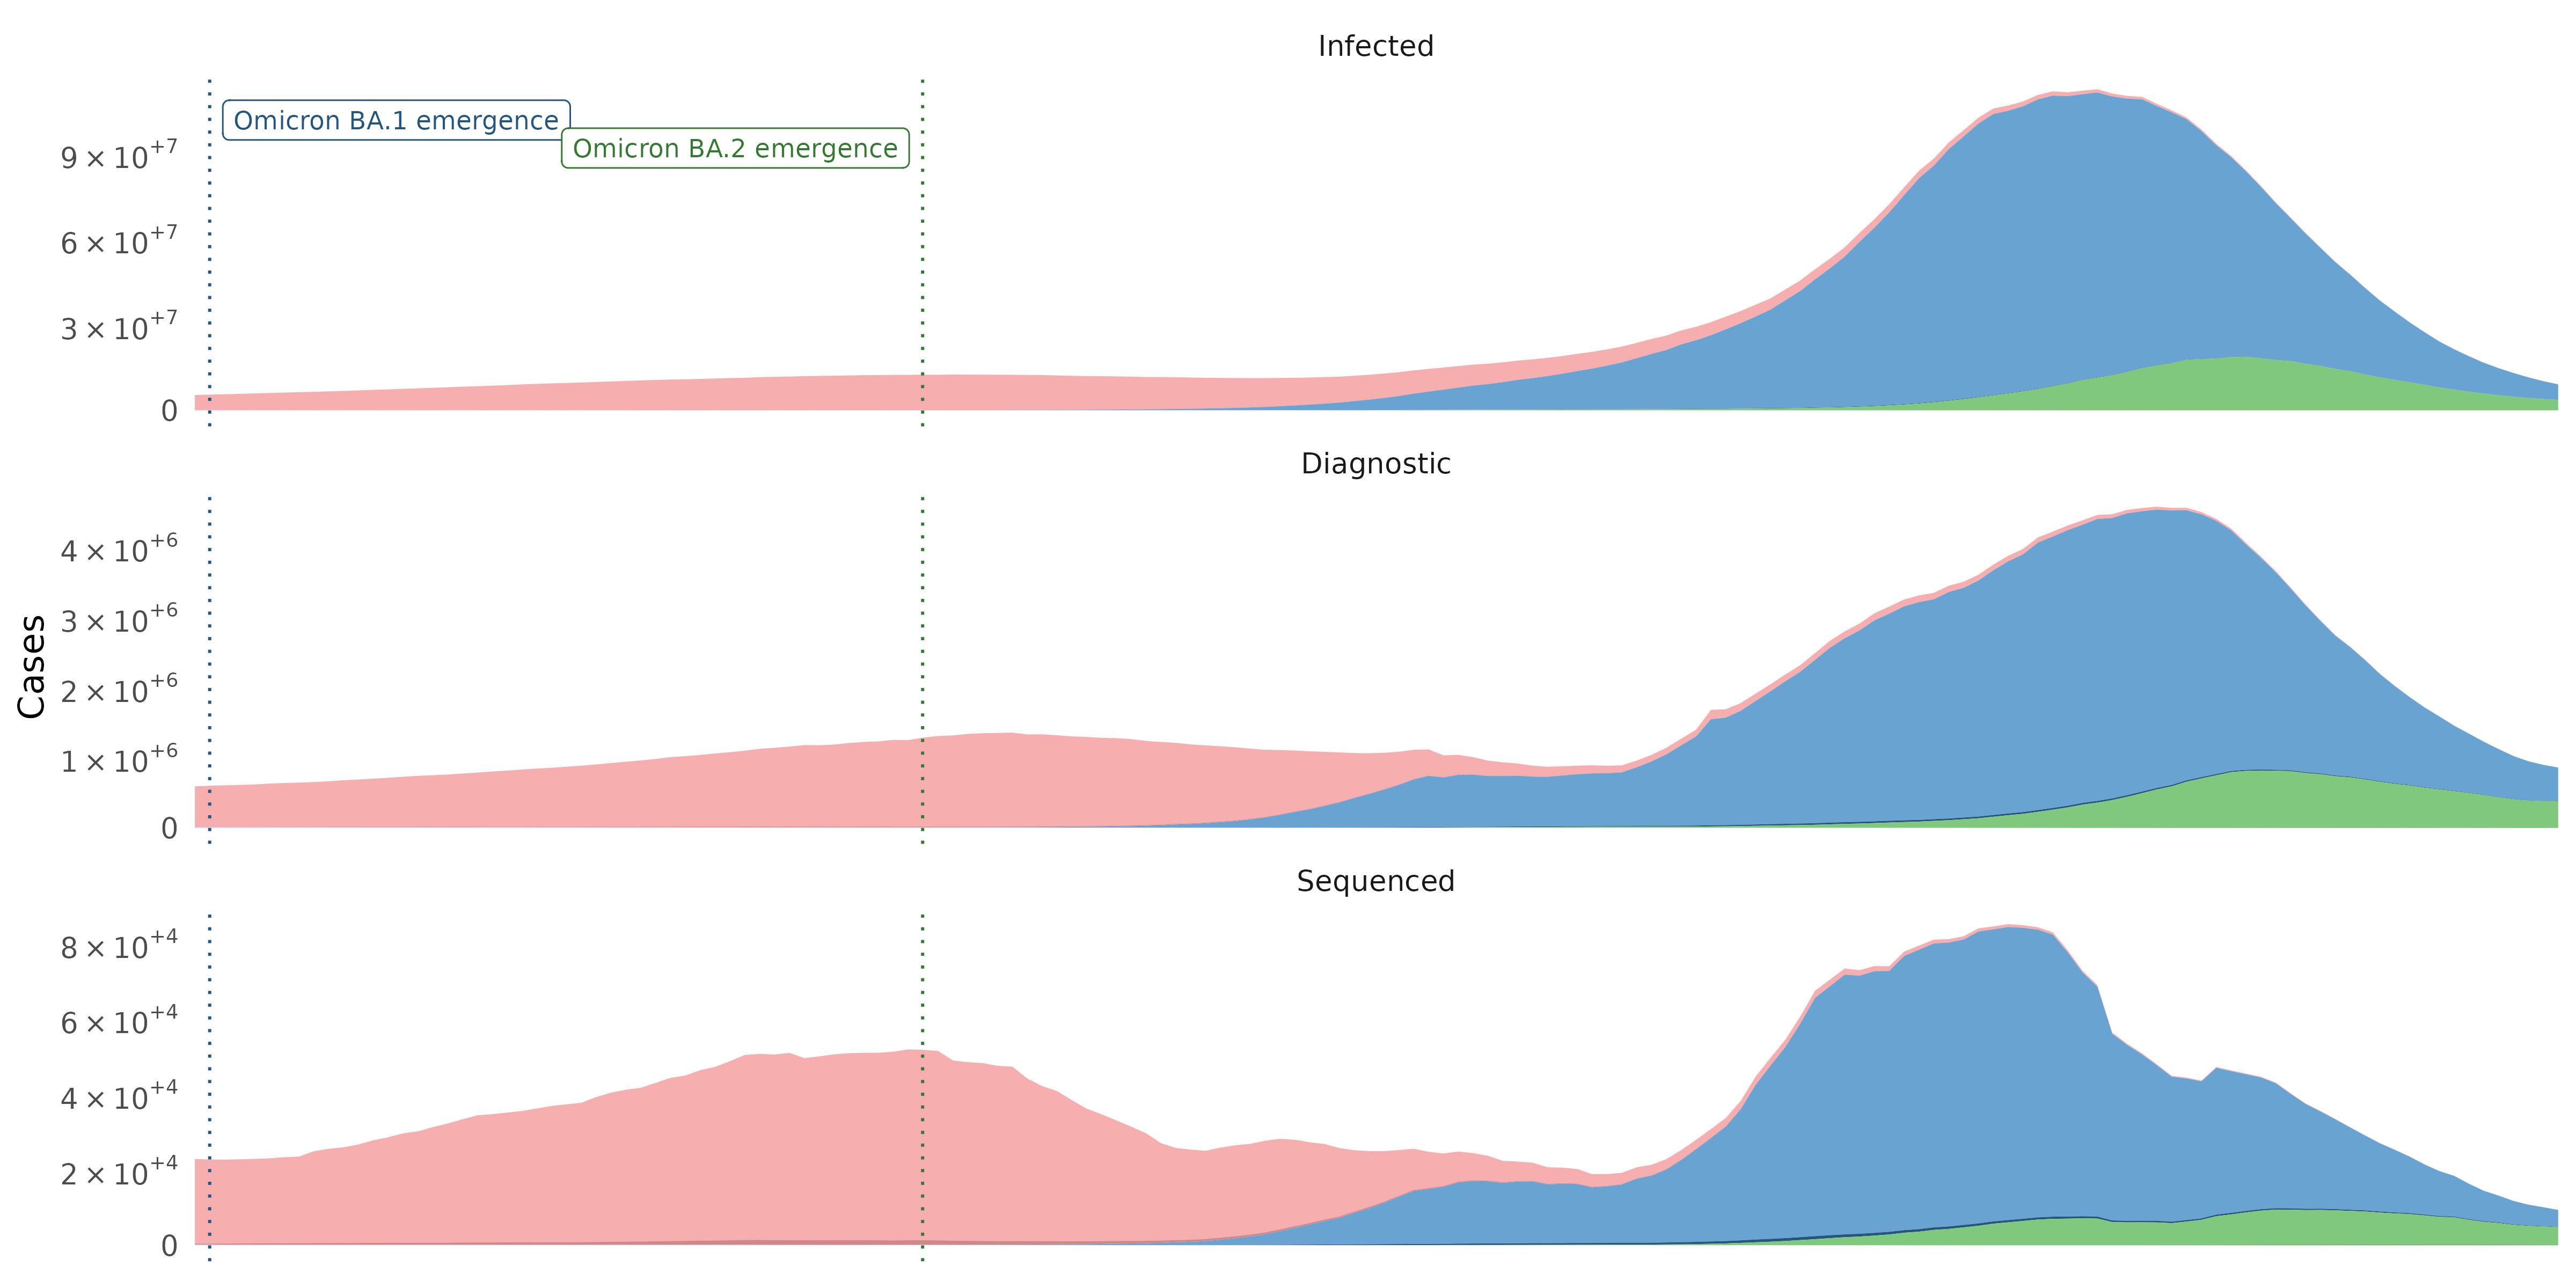 Infected
Omicron BA.1 emergence
Omicron BA.2 emergence
9 × 10⁺⁷
6 × 10⁺⁷
3 × 10⁺⁷
0
Diagnostic
4 × 10⁺⁶
3 × 10⁺⁶
2 × 10⁺⁶
1 × 10⁺⁶
0
Cases
Sequenced
8 × 10⁺⁴
6 × 10⁺⁴
4 × 10⁺⁴
2 × 10⁺⁴
0